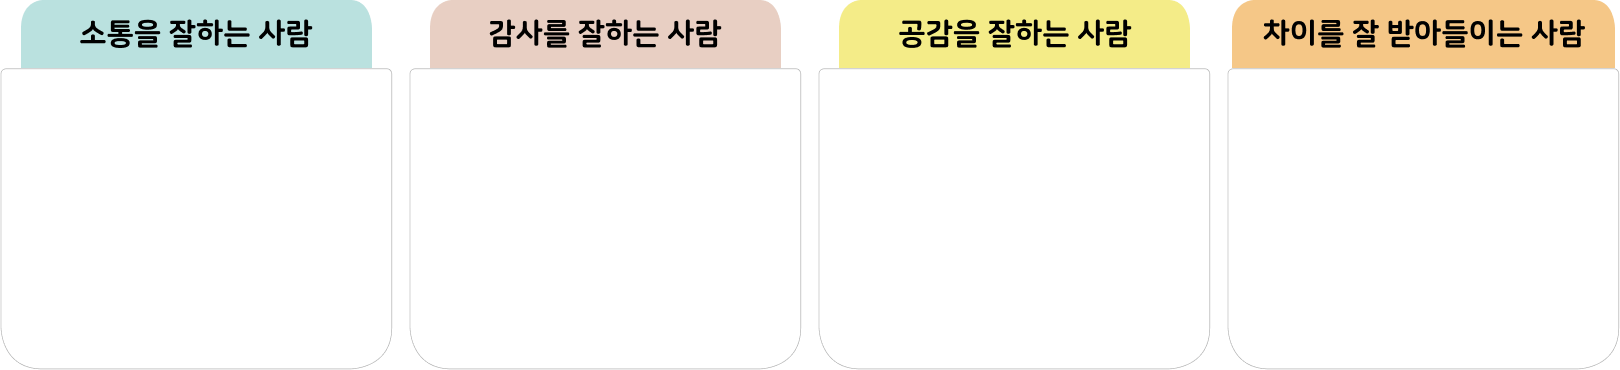 소통을 잘하는 사람
감사를 잘하는 사람
공감을 잘하는 사람
차이를 잘 받아들이는 사람